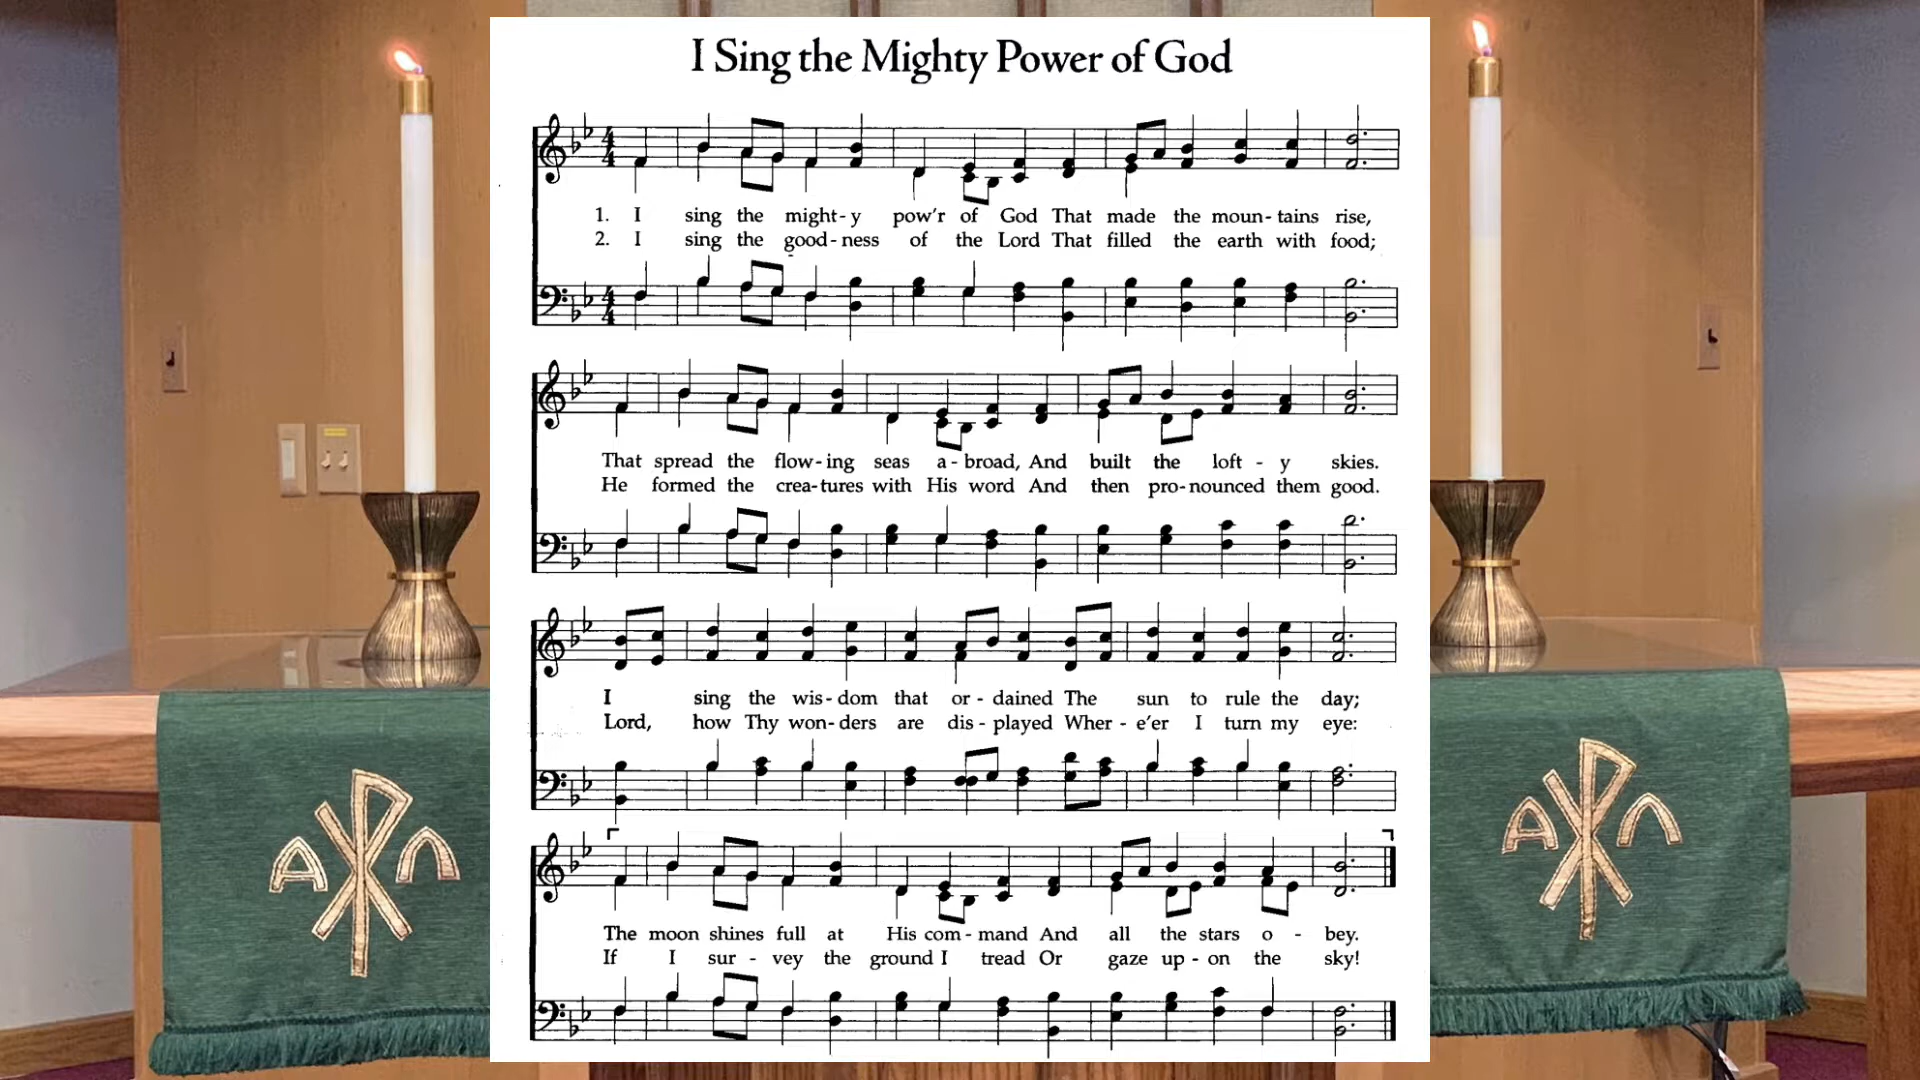 I Sing the Mighty Power of God
1. I sing the might-y pow'r of God That made the moun-tains rise,
2. I sing the good-ness of the Lord That filled the earth with food;
That spread the flow-ing seas a-broad, And built the loft-y skies.
He formed the crea-tures with His word And then pro-nounced them good.
I sing the wis-dom that or-dained The sun to rule the day;
Lord, how Thy won-ders are dis-played Wher-e'er I turn my eye:
The moon shines full at His com-mand And all the stars o-bey.
If I sur-vey the ground I tread Or gaze up-on the sky!